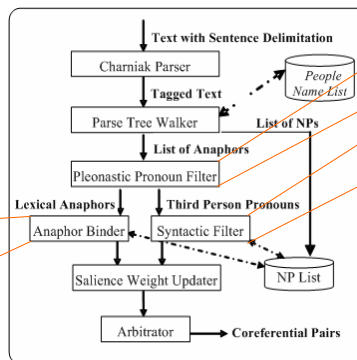 Text with Sentence Delimitation
Charniak Parser
People
Name List
Tagged Text
Parse Tree Walker
List of NPs
List of Anaphors
Pleonastic Pronoun Filter
Lexical Anaphors
Third Person Pronouns
Anaphor Binder
Syntactic Filter
NP List
Salience Weight Updater
Arbitrator
Coreferential Pairs